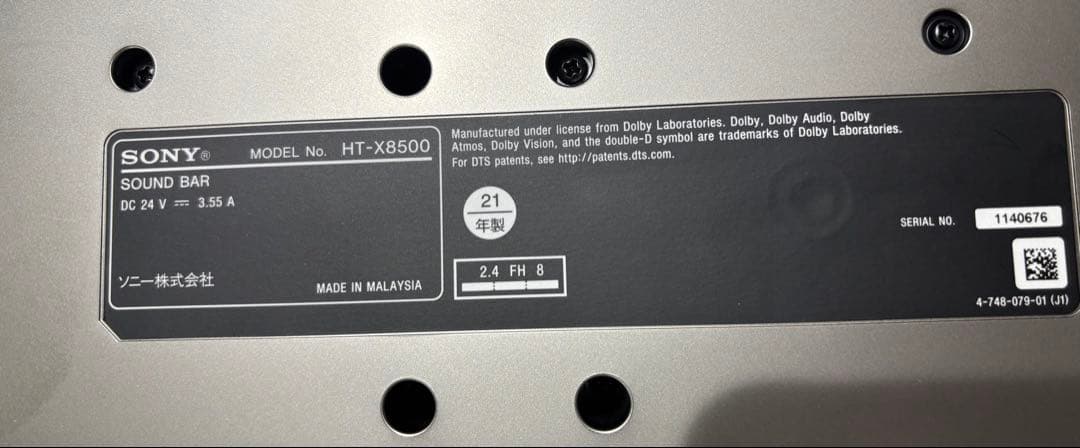 SONY® MODEL No. HT-X8500
SOUND BAR
DC 24 V ⎓ 3.55 A
ソニー株式会社
MADE IN MALAYSIA
Manufactured under license from Dolby Laboratories. Dolby, Dolby Audio, Dolby
Atmos, Dolby Vision, and the double-D symbol are trademarks of Dolby Laboratories.
For DTS patents, see http://patents.dts.com.
21
年製
2.4 FH 8
SERIAL NO. 1140676
4-748-079-01 (J1)